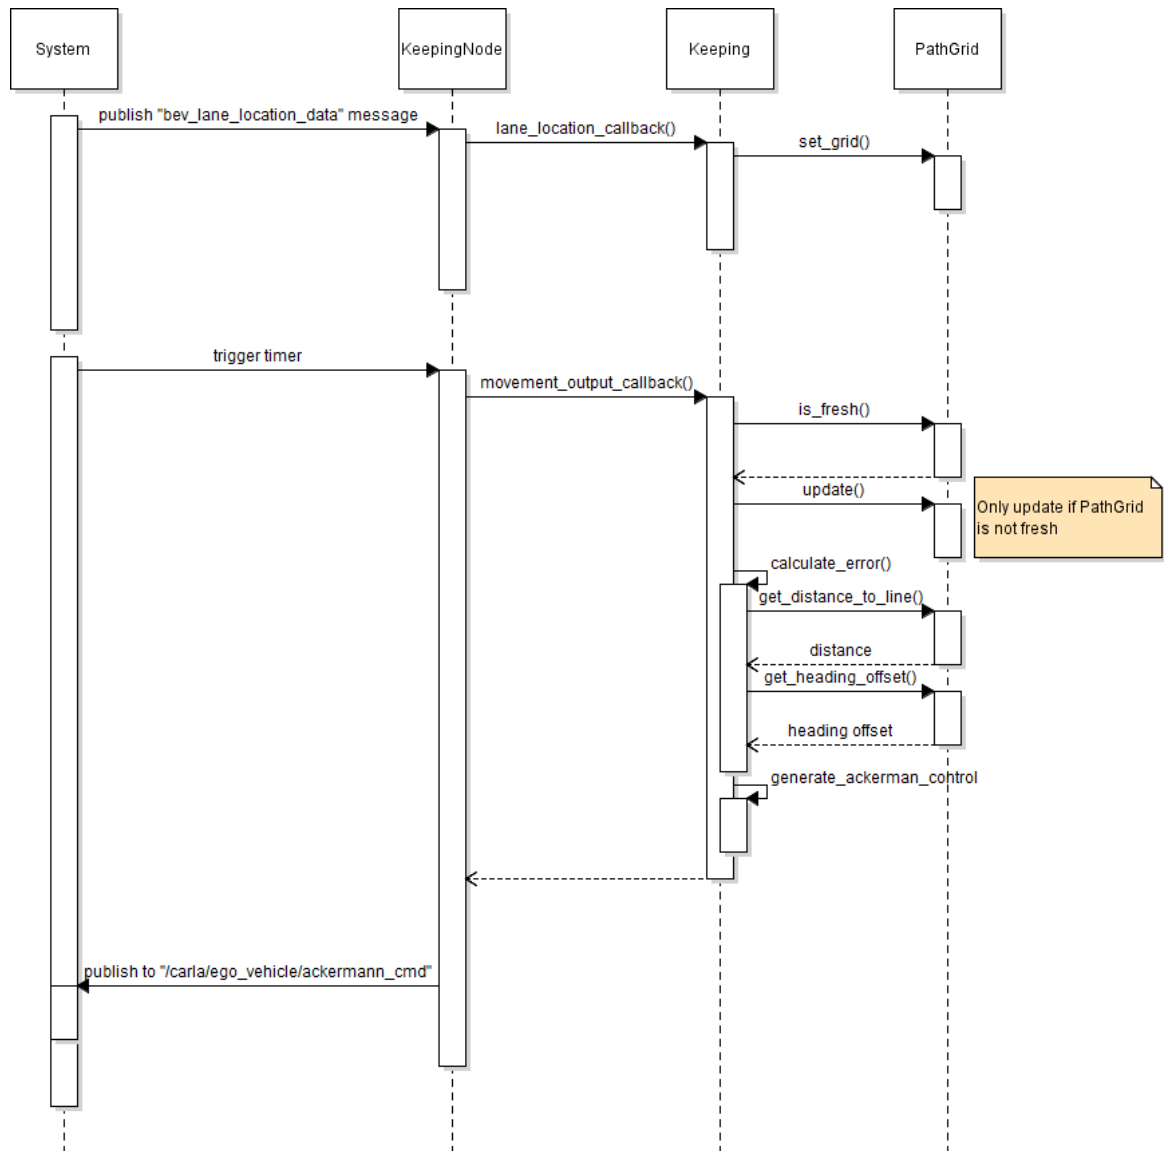 System
KeepingNode
Keeping
PathGrid
publish "bev_lane_location_data" message
lane_location_callback()
set_grid()
trigger timer
movement_output_callback()
is_fresh()
update()
Only update if PathGrid
is not fresh
calculate_error()
get_distance_to_line()
distance
get_heading_offset()
heading offset
generate_ackerman_control
publish to "/carla/ego_vehicle/ackermann_cmd"